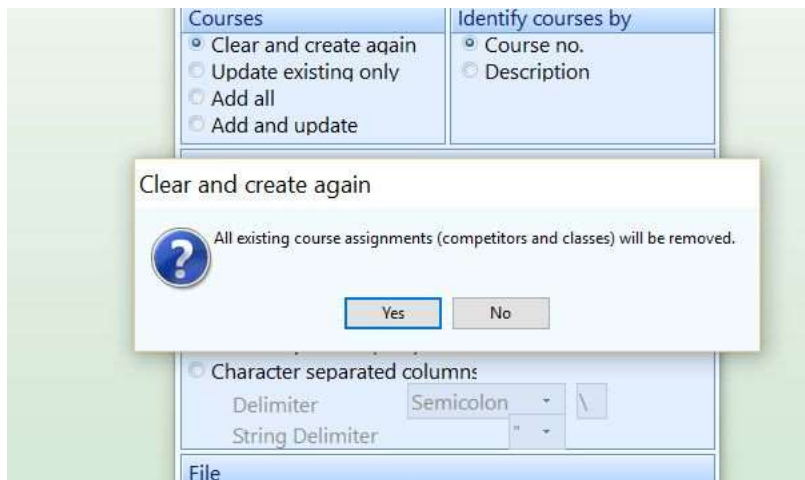 Courses
Identify courses by
Clear and create again
Course no.
Update existing only
Description
Add all
Add and update
Clear and create again
All existing course assignments (competitors and classes) will be removed.
Yes
No
Character separated columns
Delimiter
Semicolon
\
String Delimiter
"
File